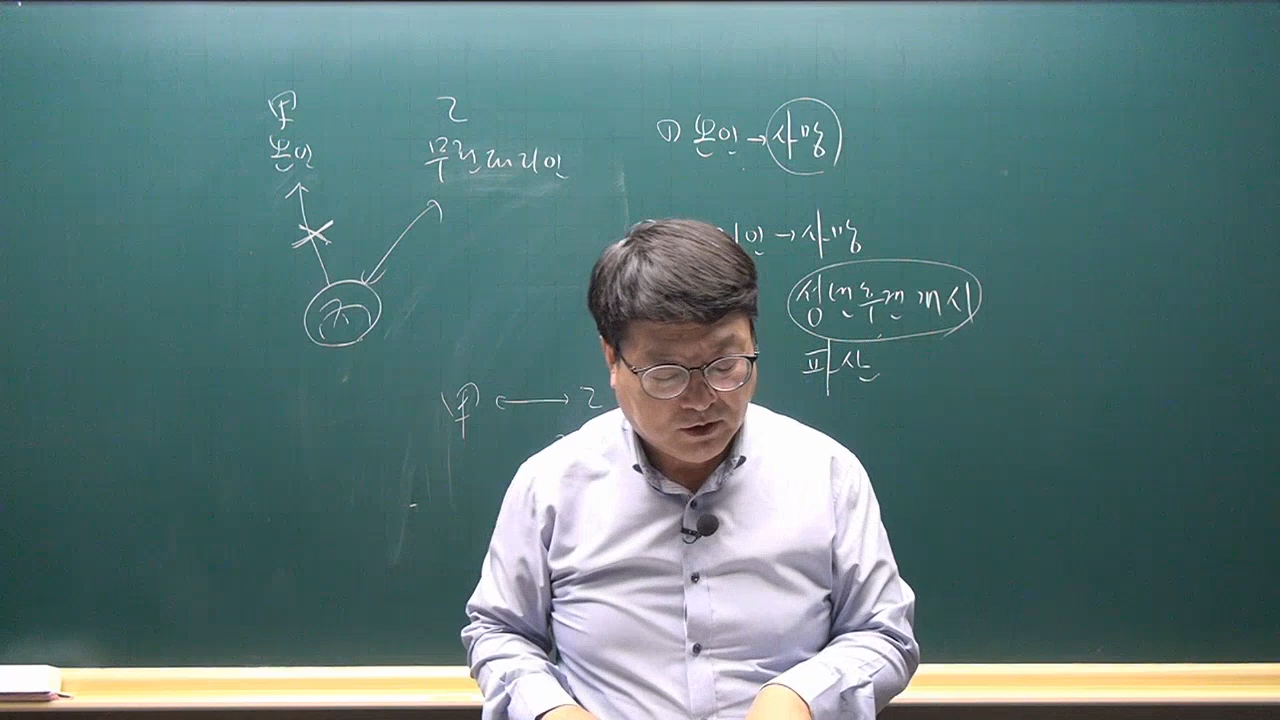 甲 乙
본인 무권대리인
① 본인 → 사망
리인 → 사망
성년후견개시
파산
甲 ↔ 乙